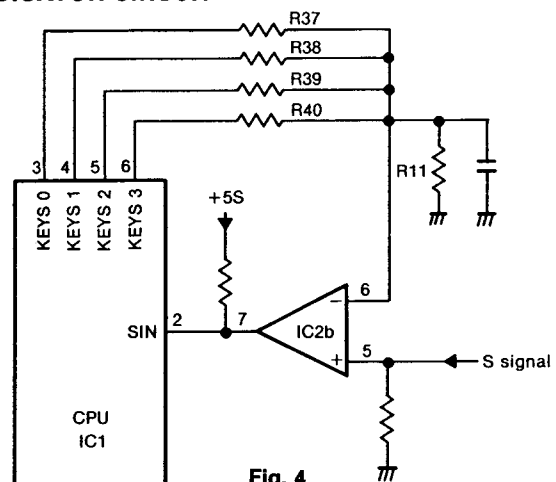 R37
R38
R39
R40
R11
3 4 5 6
KEYS 0
KEYS 1
KEYS 2
KEYS 3
+5S
SIN
2
7
6
IC2b
5
S signal
CPU
IC1
−
+
Fig. 4